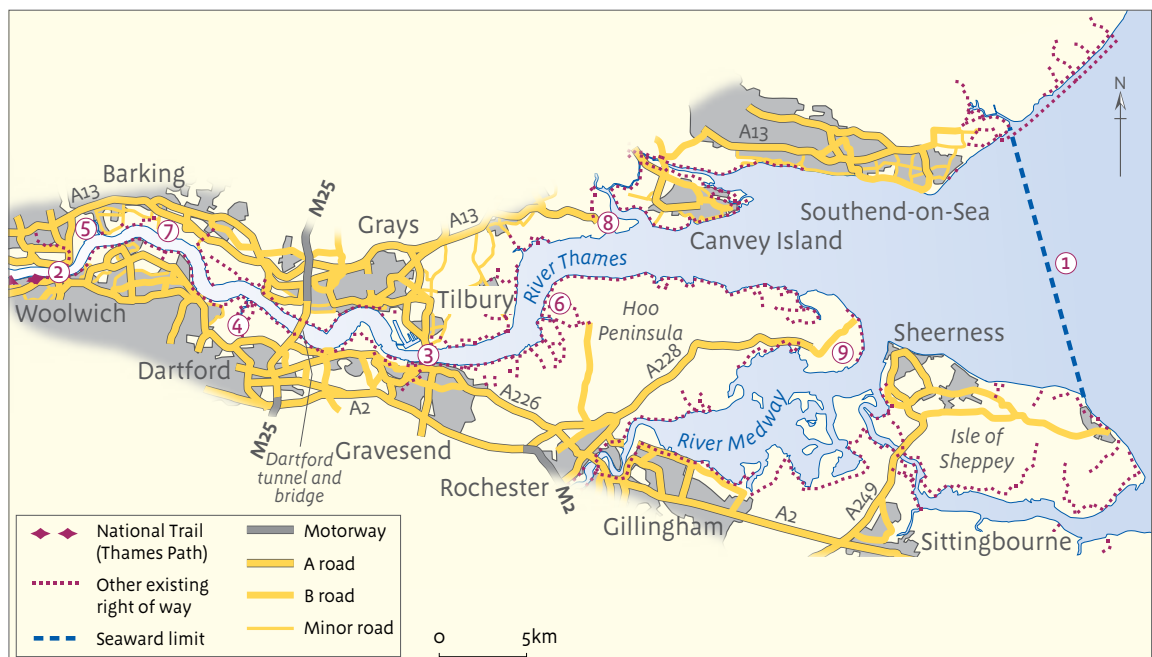 N
A13
Barking
M25
A13
Grays
A13
Southend-on-Sea
Canvey Island
5
7
8
1
2
Woolwich
River Thames
Tilbury
6
Hoo
Peninsula
4
Sheerness
3
9
A228
Dartford
A226
A2
River Medway
M25
Gravesend
Isle of
Sheppey
Dartford
tunnel and
bridge
Rochester
M2
A249
Gillingham
A2
Sittingbourne
National Trail
(Thames Path)
Other existing
right of way
Seaward limit
Motorway
A road
B road
Minor road
0 5km